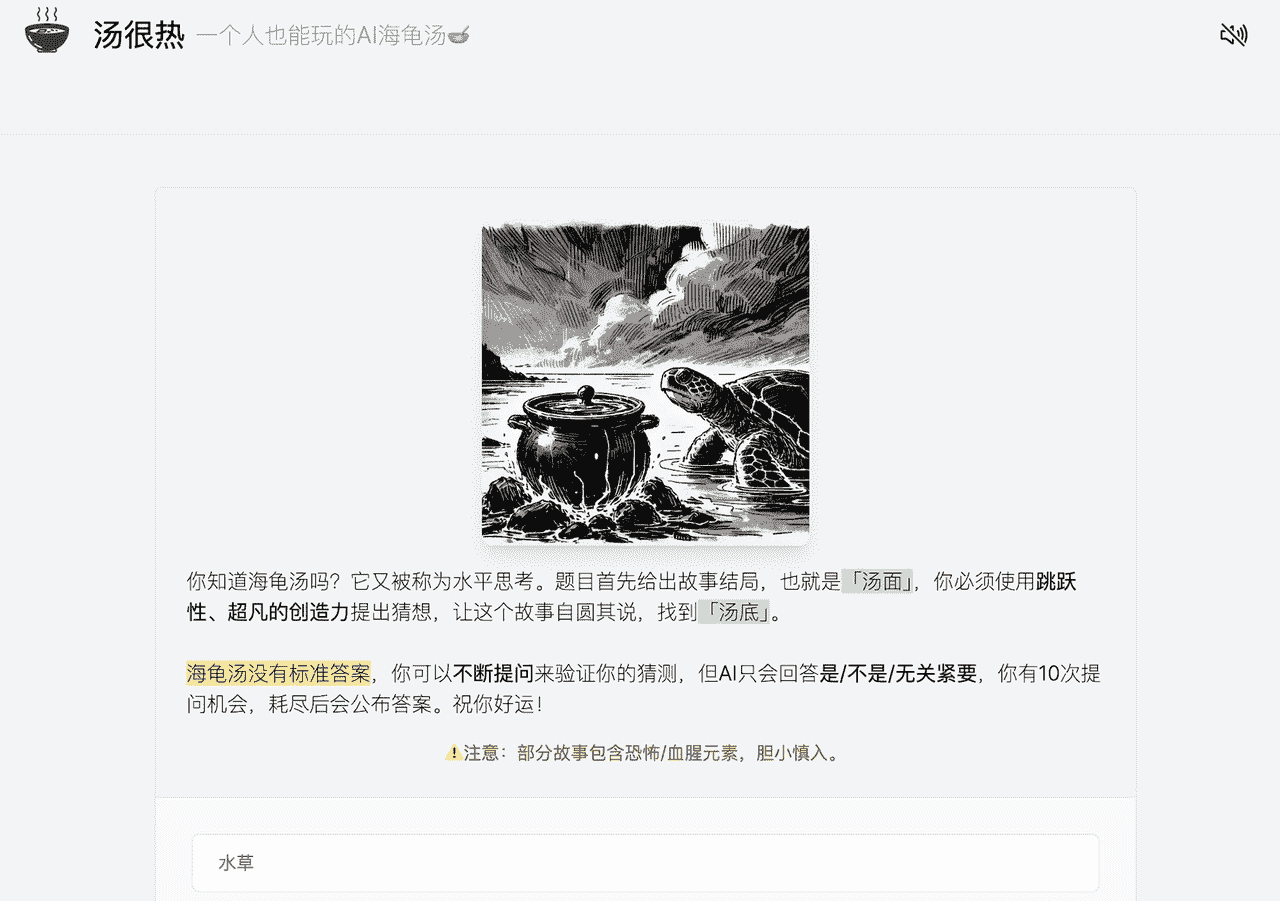 汤很热 一个人也能玩的AI海龟汤
你知道海龟汤吗？它又被称为水平思考。题目首先给出故事结局，也就是「汤面」，你必须使用跳跃
性、超凡的创造力提出猜想，让这个故事自圆其说，找到「汤底」。
海龟汤没有标准答案，你可以不断提问来验证你的猜测，但AI只会回答是/不是/无关紧要，你有10次提
问机会，耗尽后会公布答案。祝你好运！
⚠️注意：部分故事包含恐怖/血腥元素，胆小慎入。
水草